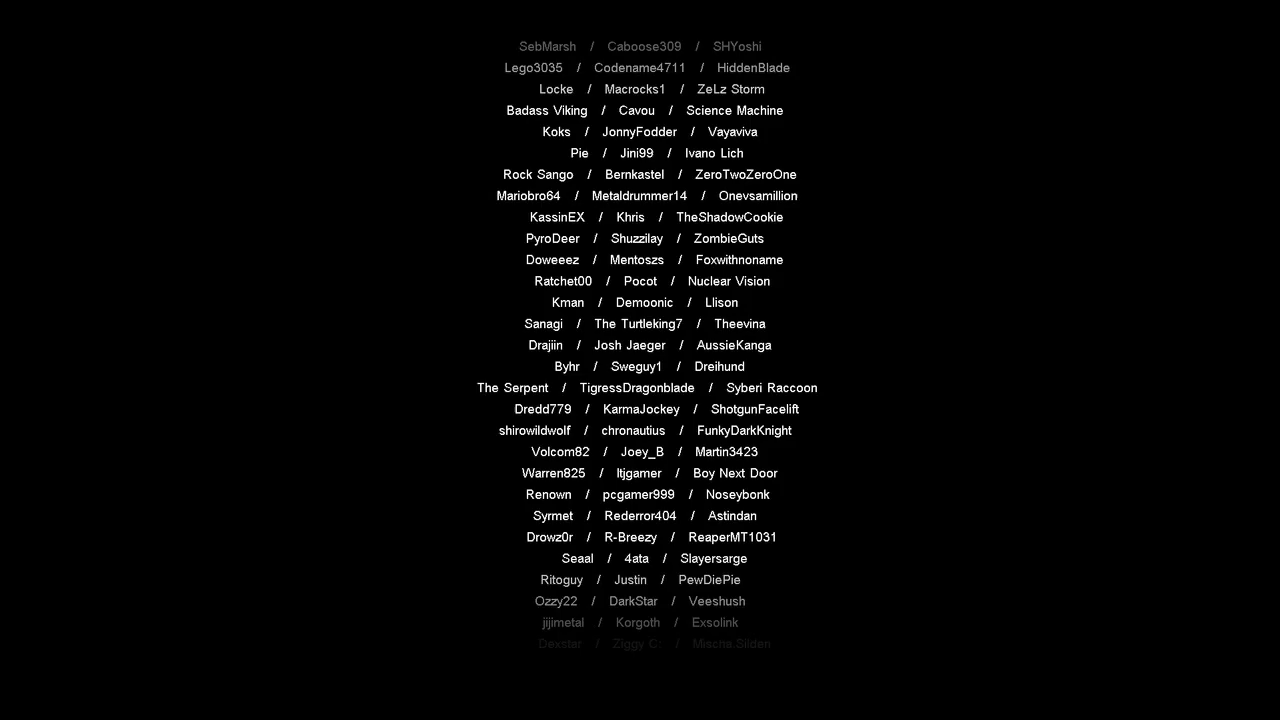 SebMarsh / Caboose309 / SHYoshi
Lego3035 / Codename4711 / HiddenBlade
Locke / Macrocks1 / ZeLz Storm
Badass Viking / Cavou / Science Machine
Koks / JonnyFodder / Vayaviva
Pie / Jini99 / Ivano Lich
Rock Sango / Bernkastel / ZeroTwoZeroOne
Mariobro64 / Metaldrummer14 / Onevsamillion
KassinEX / Khris / TheShadowCookie
PyroDeer / Shuzzilay / ZombieGuts
Doweeez / Mentoszs / Foxwithnoname
Ratchet00 / Pocot / Nuclear Vision
Kman / Demoonic / Llison
Sanagi / The Turtleking7 / Theevina
Drajiin / Josh Jaeger / AussieKanga
Byhr / Sweguy1 / Dreihund
The Serpent / TigressDragonblade / Syberi Raccoon
Dredd779 / KarmaJockey / ShotgunFacelift
shirowildwolf / chronautius / FunkyDarkKnight
Volcom82 / Joey_B / Martin3423
Warren825 / ltjgamer / Boy Next Door
Renown / pcgamer999 / Noseybonk
Syrmet / Rederror404 / Astindan
Drowz0r / R-Breezy / ReaperMT1031
Seaal / 4ata / Slayersarge
Ritoguy / Justin / PewDiePie
Ozzy22 / DarkStar / Veeshush
jijimetal / Korgoth / Exsolink
Dexstar / Ziggy C. /